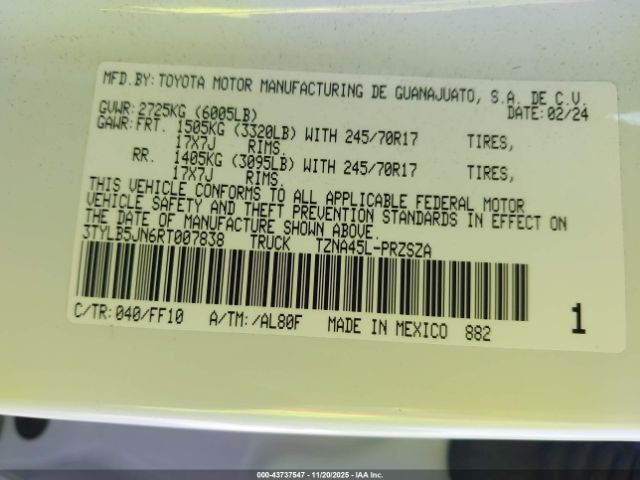 MFD.BY: TOYOTA MOTOR MANUFACTURING DE GUANAJUATO, S.A. DE C.V.
GVWR: 2725KG (6005LB) DATE: 02/24
GAWR: FRT. 1505KG (3320LB) WITH 245/70R17 TIRES,
17X7J RIMS.
RR. 1405KG (3095LB) WITH 245/70R17 TIRES,
17X7J RIMS.
THIS VEHICLE CONFORMS TO ALL APPLICABLE FEDERAL MOTOR
VEHICLE SAFETY AND THEFT PREVENTION STANDARDS IN EFFECT ON
THE DATE OF MANUFACTURE SHOWN ABOVE.
3TYLB5JN6RT007838 TRUCK TZNA45L-PRZSZA
C/TR: 040/FF10 A/TM: /AL80F MADE IN MEXICO 882 1
000-43737547 - 11/20/2025 - IAA Corp.